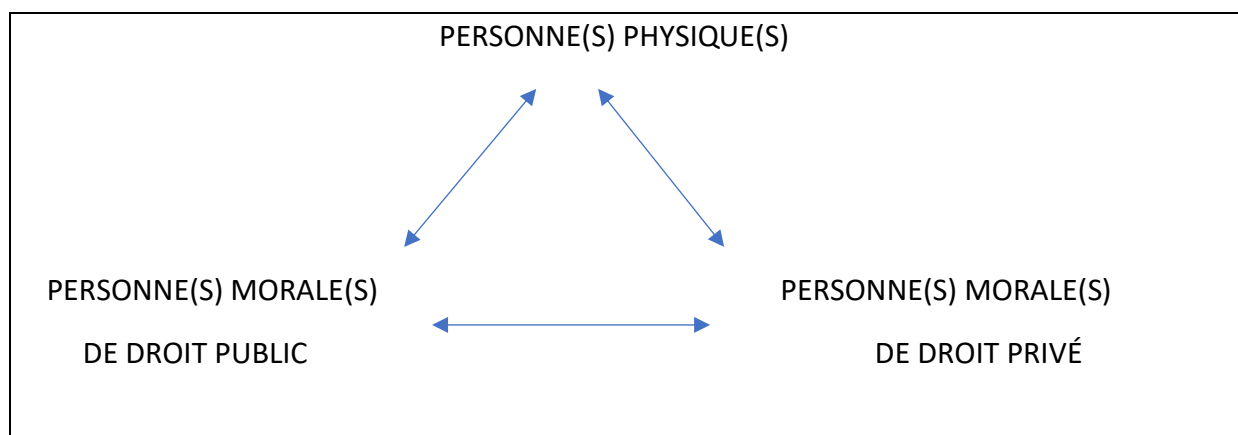 PERSONNE(S) PHYSIQUE(S)
PERSONNE(S) MORALE(S)
DE DROIT PUBLIC
PERSONNE(S) MORALE(S)
DE DROIT PRIVÉ